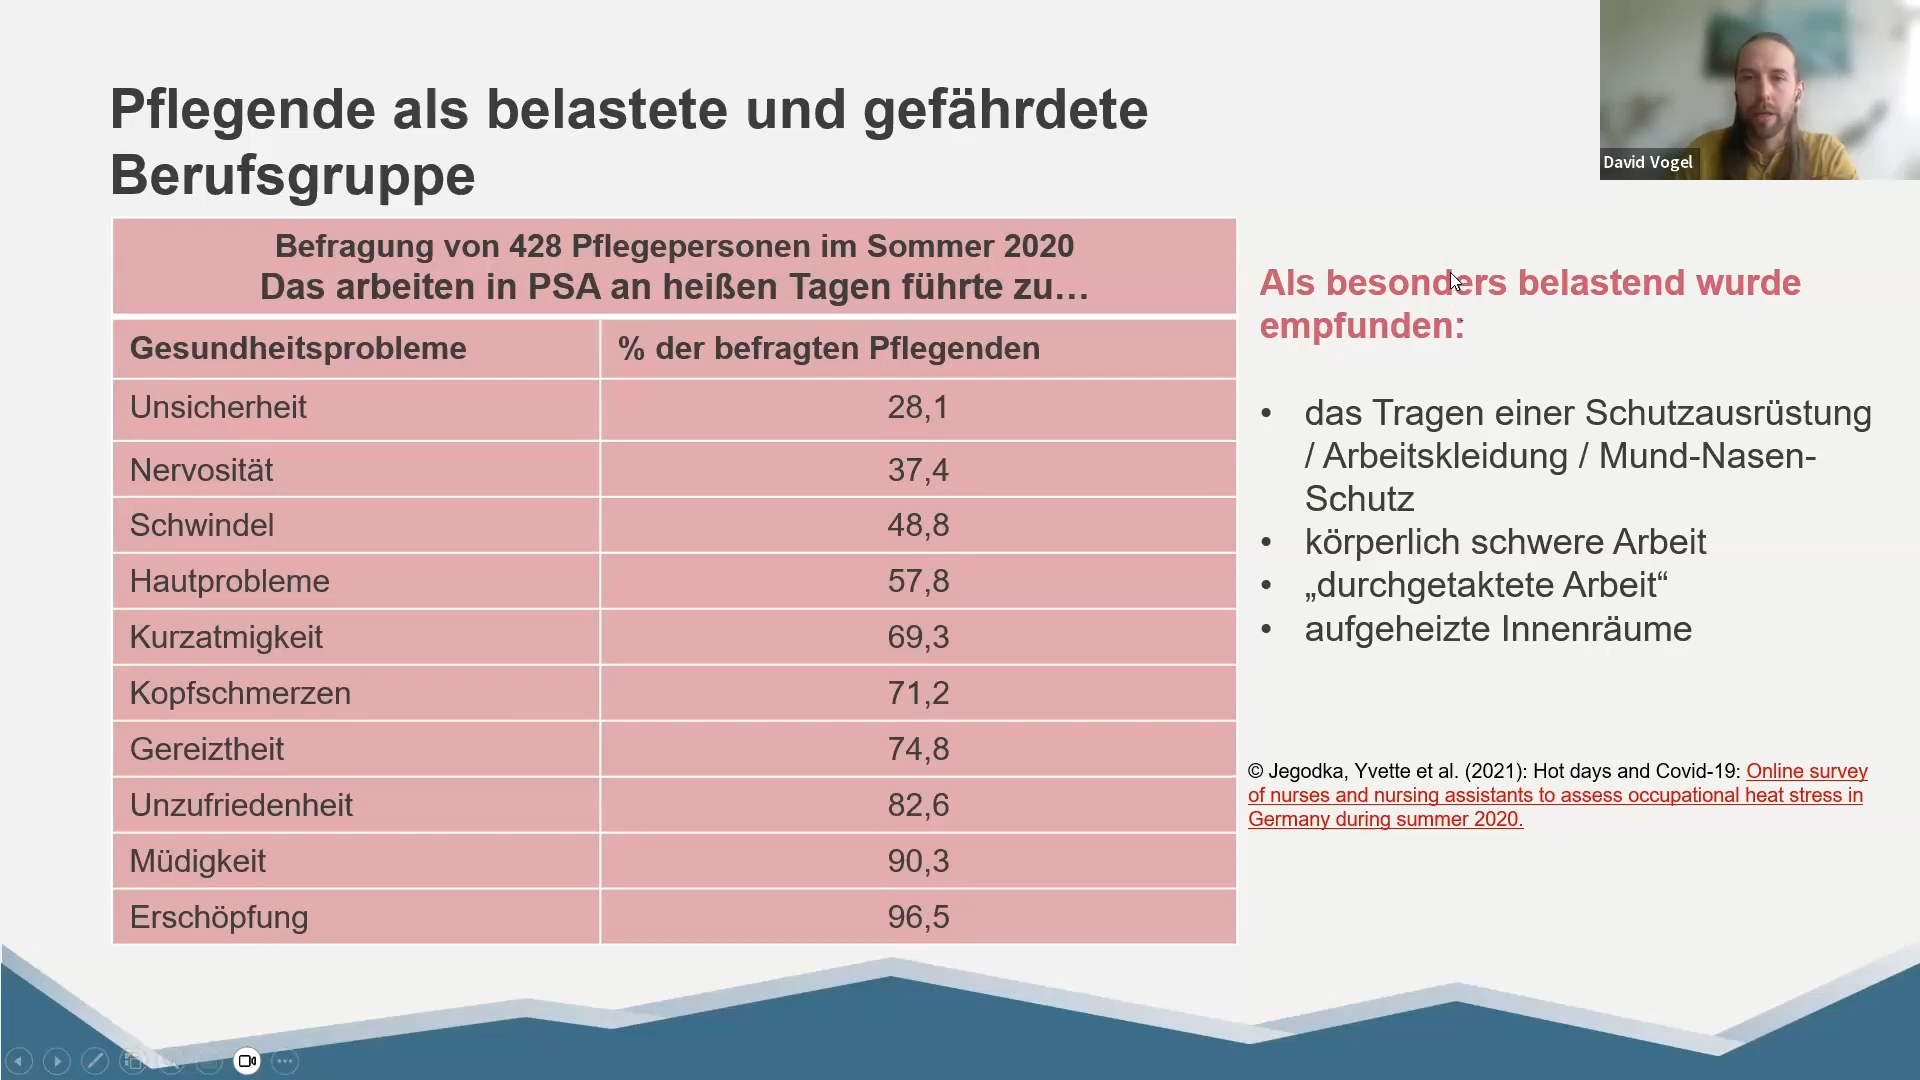 Pflegende als belastete und gefährdete
Berufsgruppe
David Vogel
Befragung von 428 Pflegepersonen im Sommer 2020
Das arbeiten in PSA an heißen Tagen führte zu…
Gesundheitsprobleme % der befragten Pflegenden
Unsicherheit 28,1
Nervosität 37,4
Schwindel 48,8
Hautprobleme 57,8
Kurzatmigkeit 69,3
Kopfschmerzen 71,2
Gereiztheit 74,8
Unzufriedenheit 82,6
Müdigkeit 90,3
Erschöpfung 96,5
Als besonders belastend wurde
empfunden:
• das Tragen einer Schutzausrüstung
/ Arbeitskleidung / Mund-Nasen-
Schutz
• körperlich schwere Arbeit
• „durchgetaktete Arbeit“
• aufgeheizte Innenräume
© Jegodka, Yvette et al. (2021): Hot days and Covid-19: Online survey
of nurses and nursing assistants to assess occupational heat stress in
Germany during summer 2020.